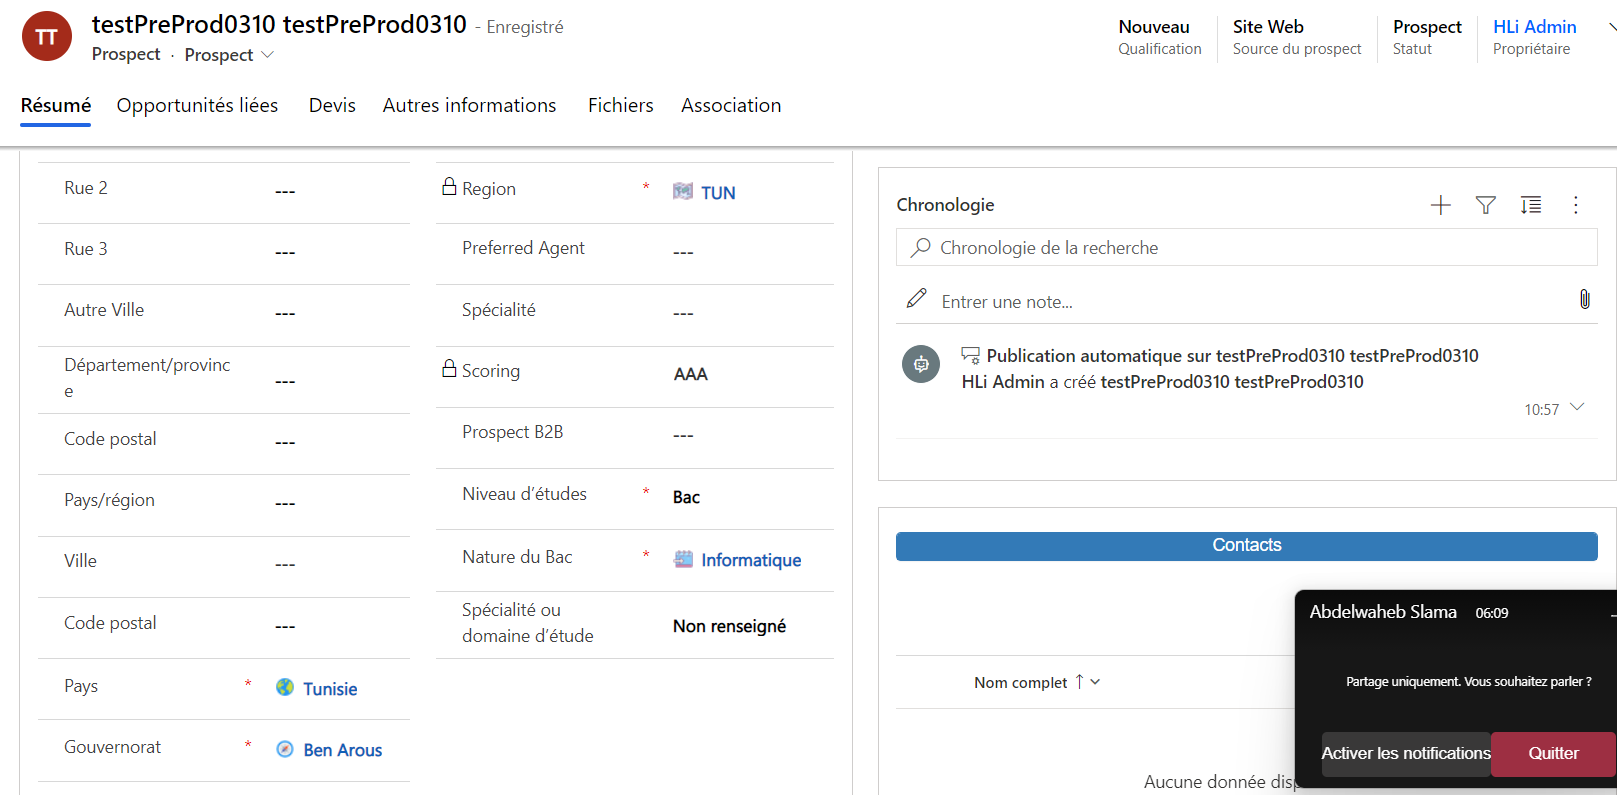 TT
testPreProd0310 testPreProd0310 - Enregistré
Prospect · Prospect
Nouveau
Qualification
Site Web
Source du prospect
Prospect
Statut
HLi Admin
Propriétaire
Résumé Opportunités liées Devis Autres informations Fichiers Association
Rue 2 ---
Rue 3 ---
Autre Ville ---
Département/provinc
e ---
Code postal ---
Pays/région ---
Ville ---
Code postal ---
Pays * Tunisie
Gouvernorat * Ben Arous
Region * TUN
Preferred Agent ---
Spécialité ---
Scoring AAA
Prospect B2B ---
Niveau d'études * Bac
Nature du Bac * Informatique
Spécialité ou
domaine d'étude Non renseigné
Chronologie
Chronologie de la recherche
Entrer une note...
Publication automatique sur testPreProd0310 testPreProd0310
HLi Admin a créé testPreProd0310 testPreProd0310
10:57
Contacts
Nom complet ↑
Aucune donnée
Abdelwaheb Slama 06:09
Partage uniquement. Vous souhaitez parler ?
Activer les notifications
Quitter